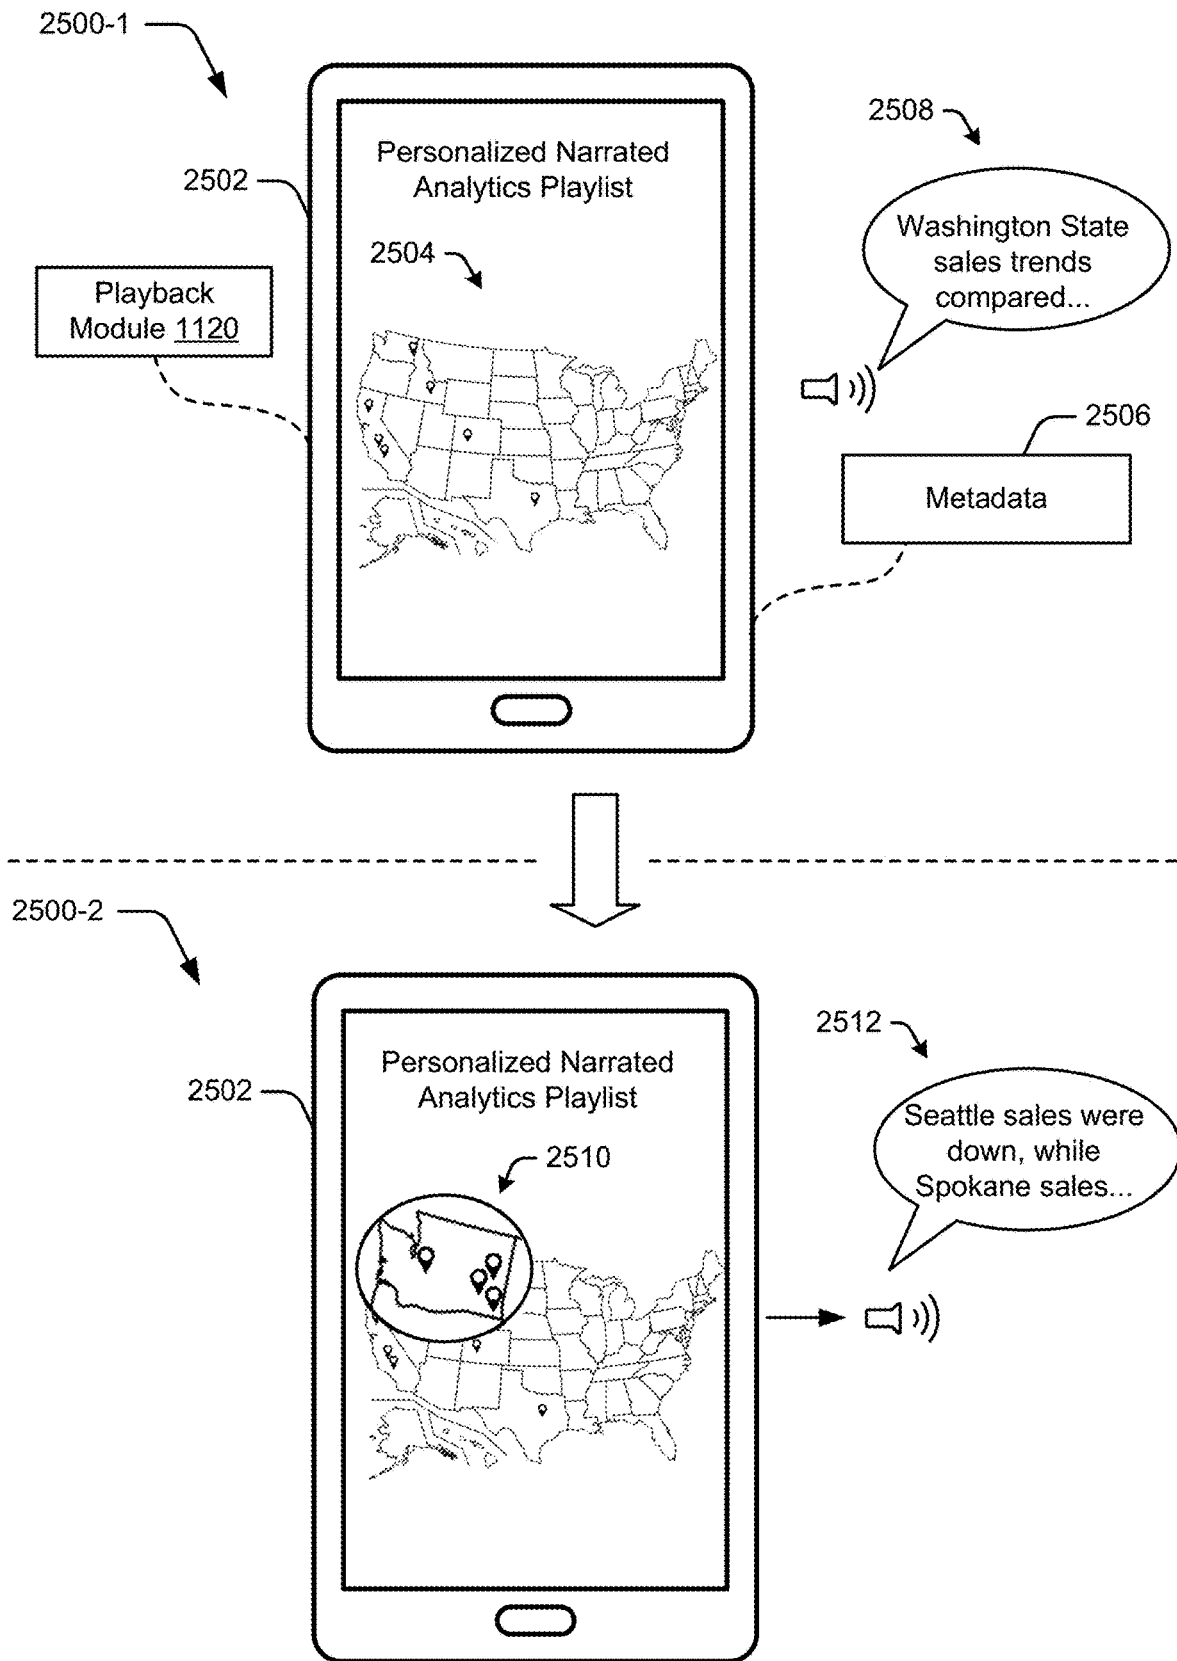 2500-1
2508
Personalized Narrated
Analytics Playlist
2502
Washington State
sales trends
compared...
2504
Playback
Module 1120
2506
Metadata
2500-2
2512
Personalized Narrated
Analytics Playlist
2502
Seattle sales were
down, while
Spokane sales...
2510